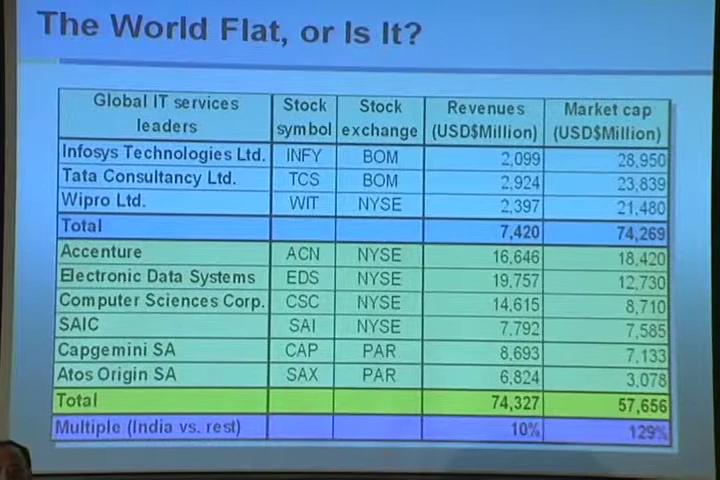 The World Flat, or Is It?
Global IT services leaders Stock symbol Stock exchange Revenues (USD$Million) Market cap (USD$Million)
Infosys Technologies Ltd. INFY BOM 2,099 28,950
Tata Consultancy Ltd. TCS BOM 2,924 23,839
Wipro Ltd. WIT NYSE 2,397 21,480
Total 7,420 74,269
Accenture ACN NYSE 16,646 18,420
Electronic Data Systems EDS NYSE 19,757 12,730
Computer Sciences Corp. CSC NYSE 14,615 8,710
SAIC SAI NYSE 7,792 7,585
Capgemini SA CAP PAR 8,693 7,133
Atos Origin SA SAX PAR 6,824 3,078
Total 74,327 57,656
Multiple (India vs. rest) 10% 129%